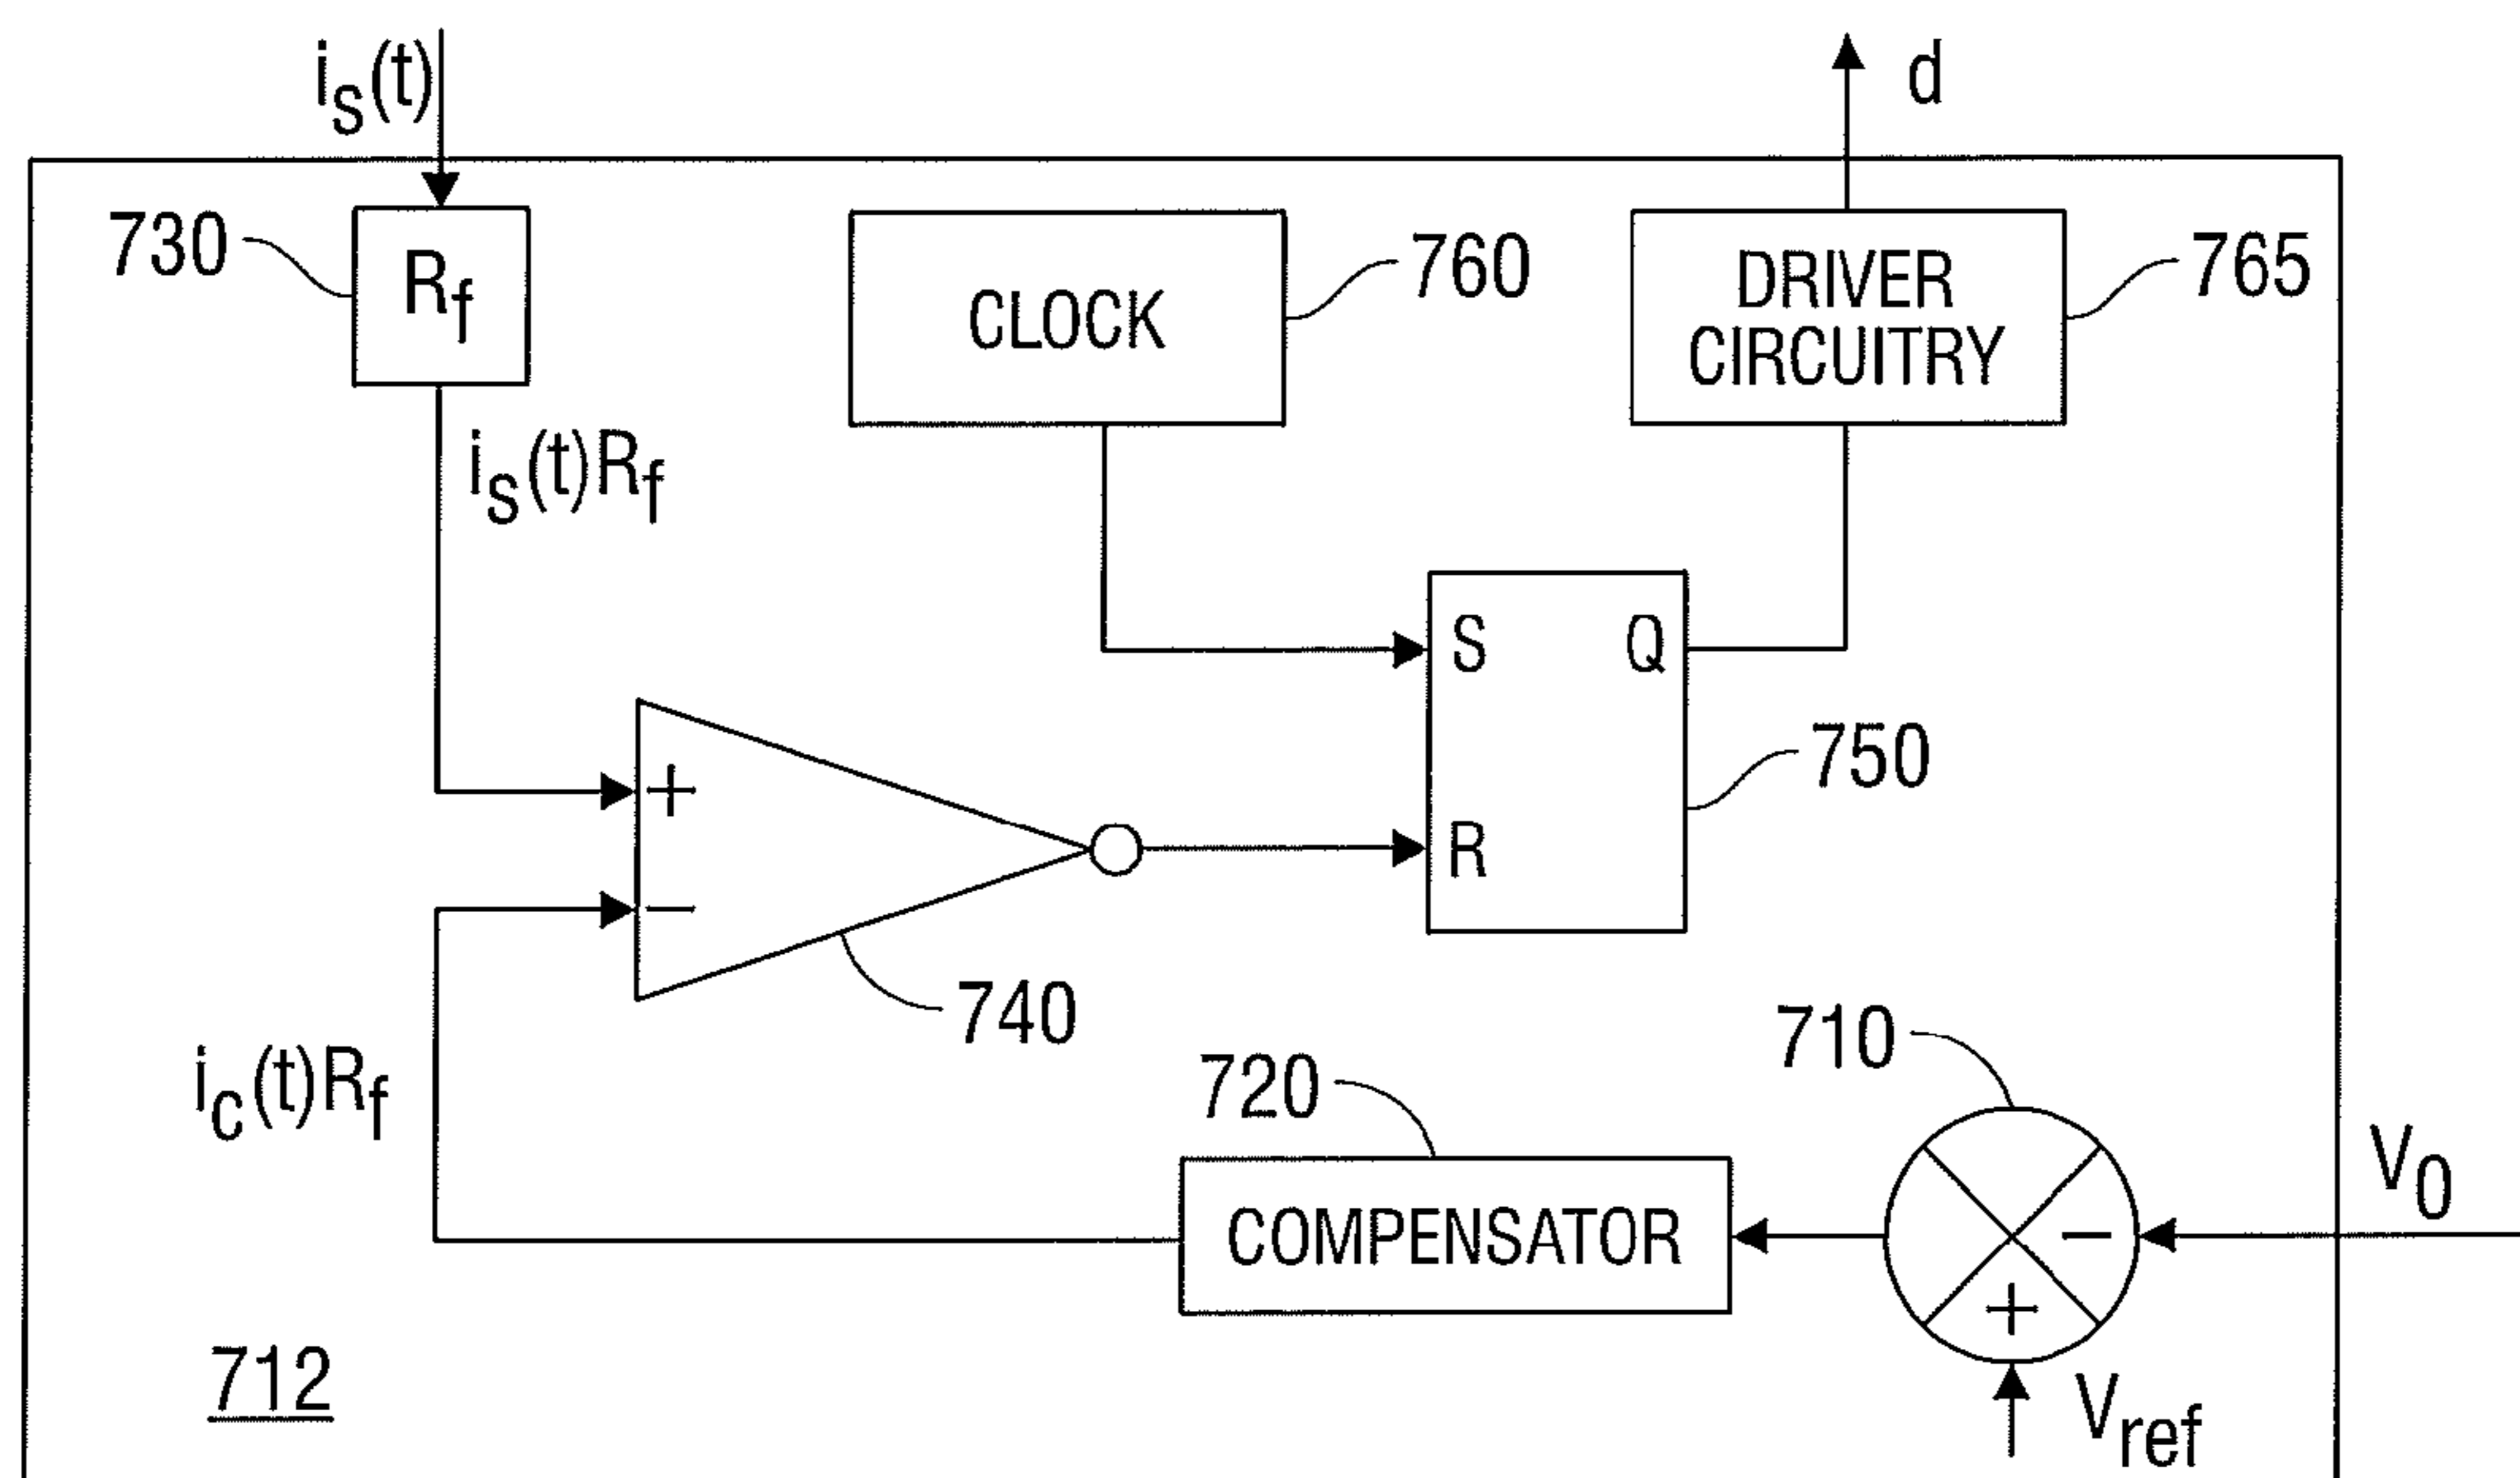 i_s(t)
d
730
R_f
CLOCK
760
DRIVER
CIRCUITRY
765
i_s(t)R_f
S
Q
R
750
+
−
740
i_c(t)R_f
720
COMPENSATOR
710
−
+
V_0
V_ref
712